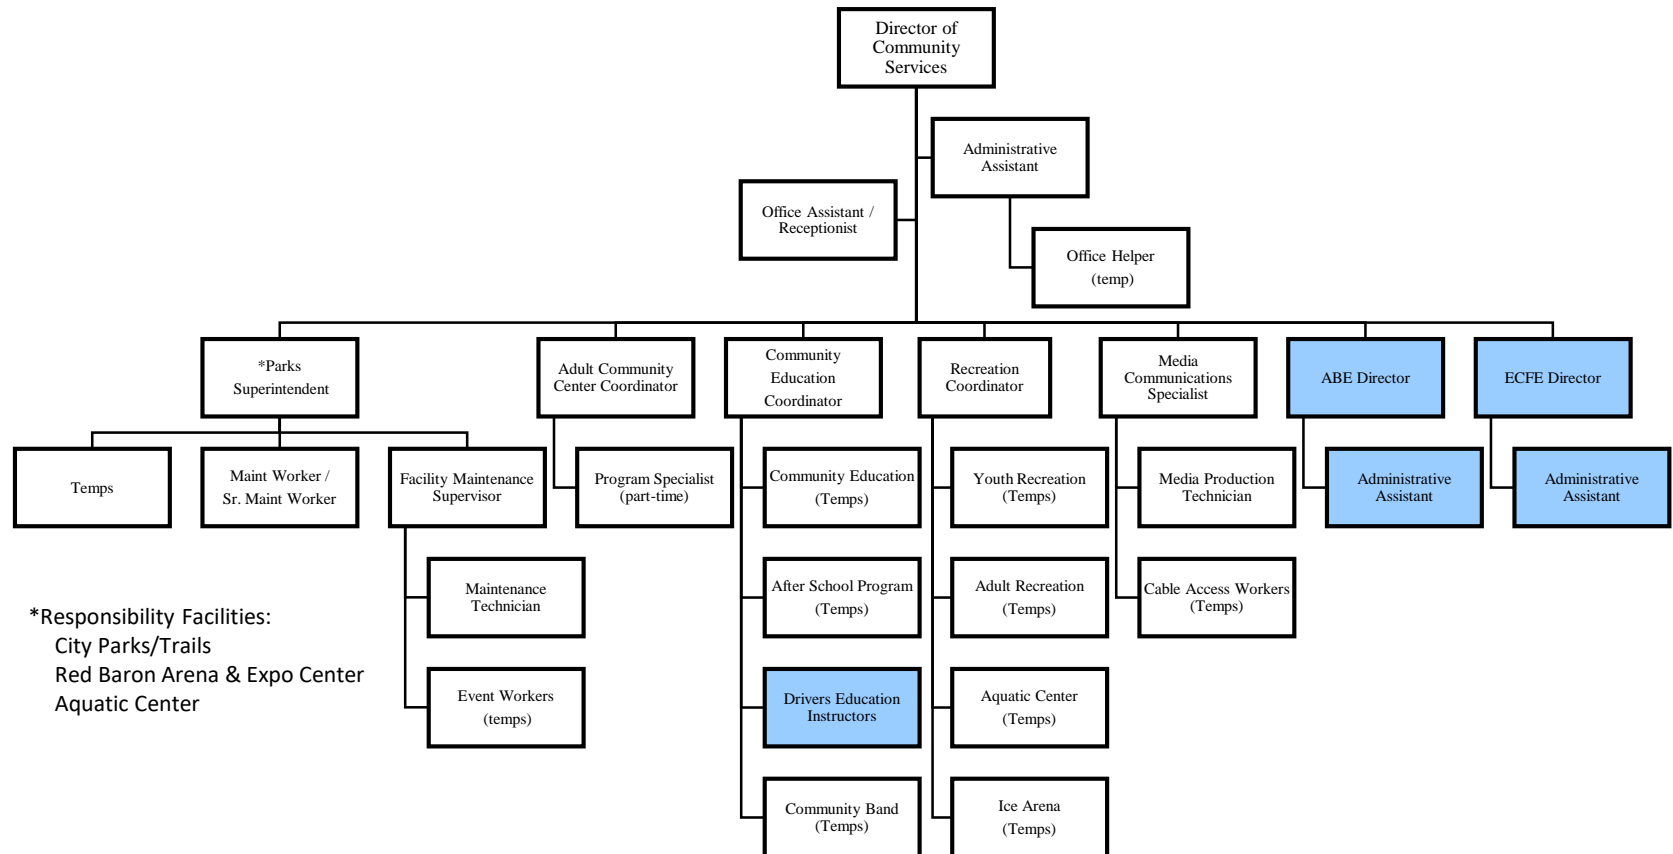 Director of
Community
Services
Administrative
Assistant
Office Assistant /
Receptionist
Office Helper
(temp)
*Parks
Superintendent
Adult Community
Center Coordinator
Community
Education
Coordinator
Recreation
Coordinator
Media
Communications
Specialist
ABE Director
ECFE Director
Temps
Maint Worker /
Sr. Maint Worker
Facility Maintenance
Supervisor
Program Specialist
(part-time)
Community Education
(Temps)
Youth Recreation
(Temps)
Media Production
Technician
Administrative
Assistant
Administrative
Assistant
Maintenance
Technician
After School Program
(Temps)
Adult Recreation
(Temps)
Cable Access Workers
(Temps)
*Responsibility Facilities:
City Parks/Trails
Red Baron Arena & Expo Center
Aquatic Center
Event Workers
(temps)
Drivers Education
Instructors
Aquatic Center
(Temps)
Community Band
(Temps)
Ice Arena
(Temps)